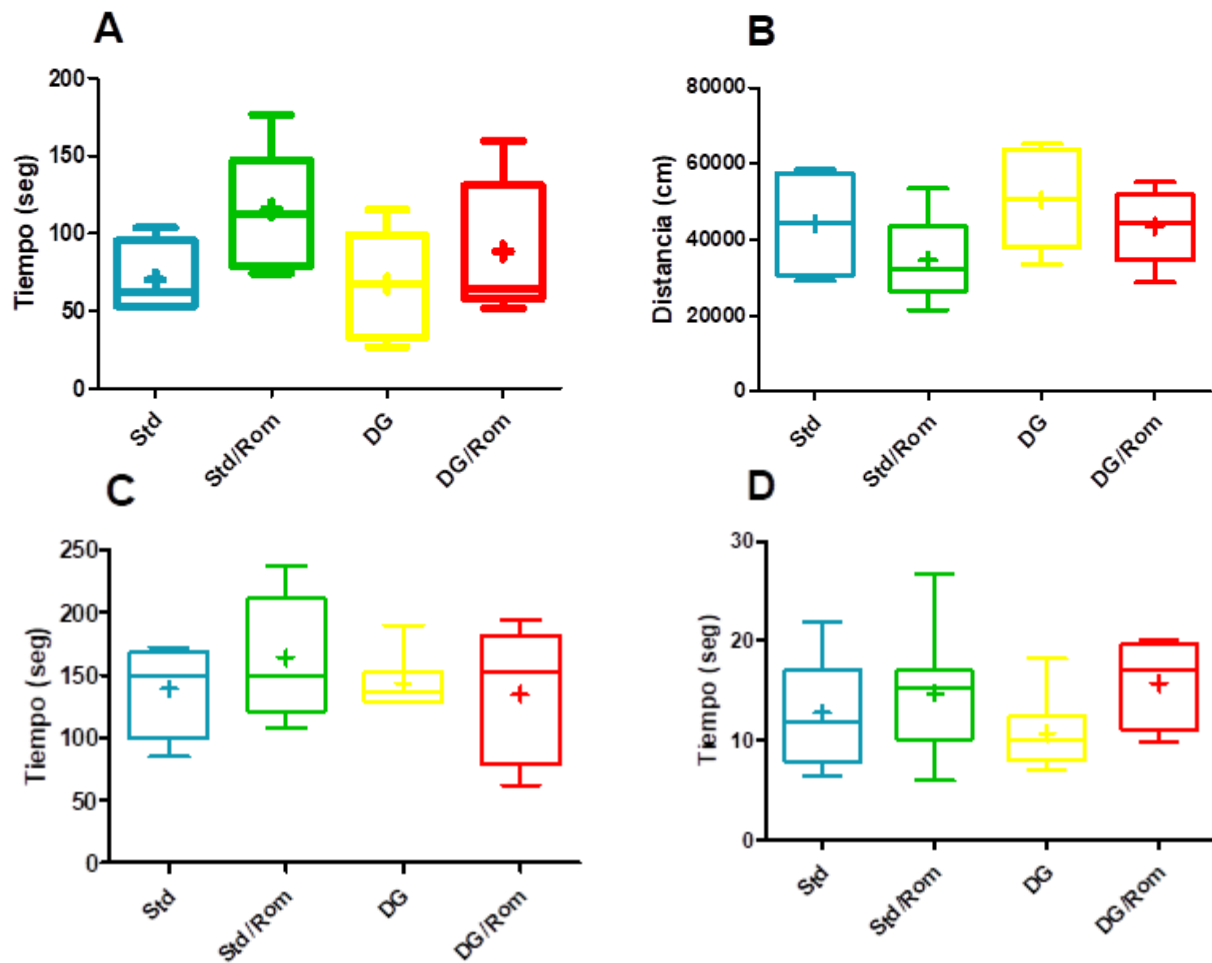 A
Tiempo (seg)
200
150
100
50
0
Std
Std/Rom
DG
DG/Rom
B
Distancia (cm)
80000
60000
40000
20000
0
Std
Std/Rom
DG
DG/Rom
C
Tiempo (seg)
250
200
150
100
50
0
Std
Std/Rom
DG
DG/Rom
D
Tiempo (seg)
30
20
10
0
Std
Std/Rom
DG
DG/Rom